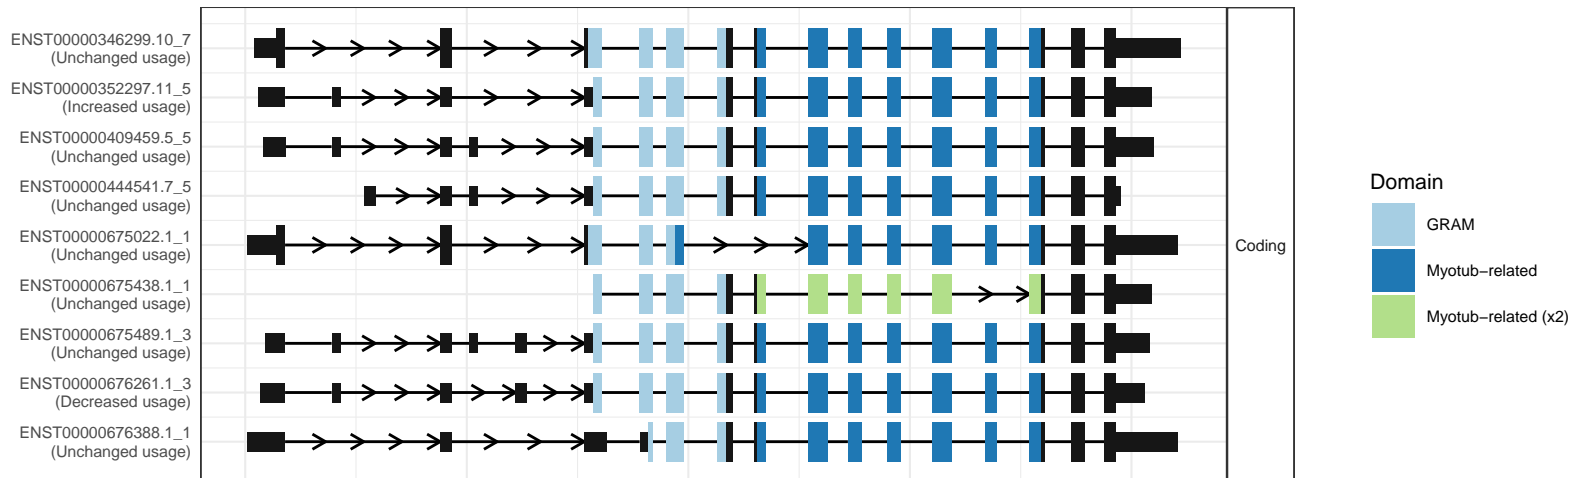 ENST00000346299.10_7
(Unchanged usage)
ENST00000352297.11_5
(Increased usage)
ENST00000409459.5_5
(Unchanged usage)
ENST00000444541.7_5
(Unchanged usage)
ENST00000675022.1_1
(Unchanged usage)
ENST00000675438.1_1
(Unchanged usage)
ENST00000675489.1_3
(Unchanged usage)
ENST00000676261.1_3
(Decreased usage)
ENST00000676388.1_1
(Unchanged usage)
Coding
Domain
GRAM
Myotub−related
Myotub−related (x2)